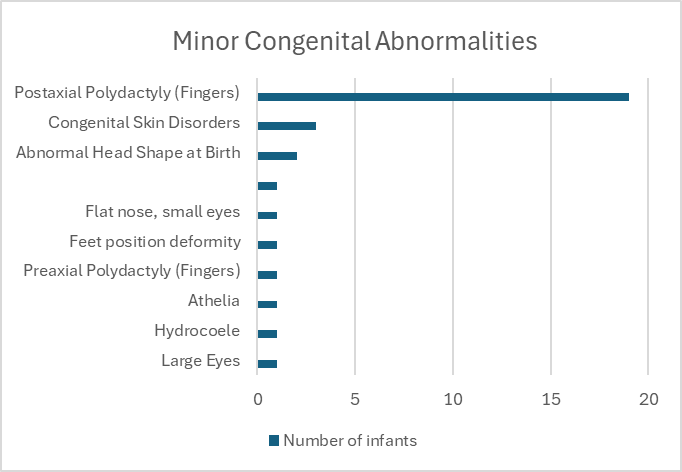 Minor Congenital Abnormalities
Postaxial Polydactyly (Fingers)
Congenital Skin Disorders
Abnormal Head Shape at Birth
Flat nose, small eyes
Feet position deformity
Preaxial Polydactyly (Fingers)
Athelia
Hydrocoele
Large Eyes
0 5 10 15 20
Number of infants